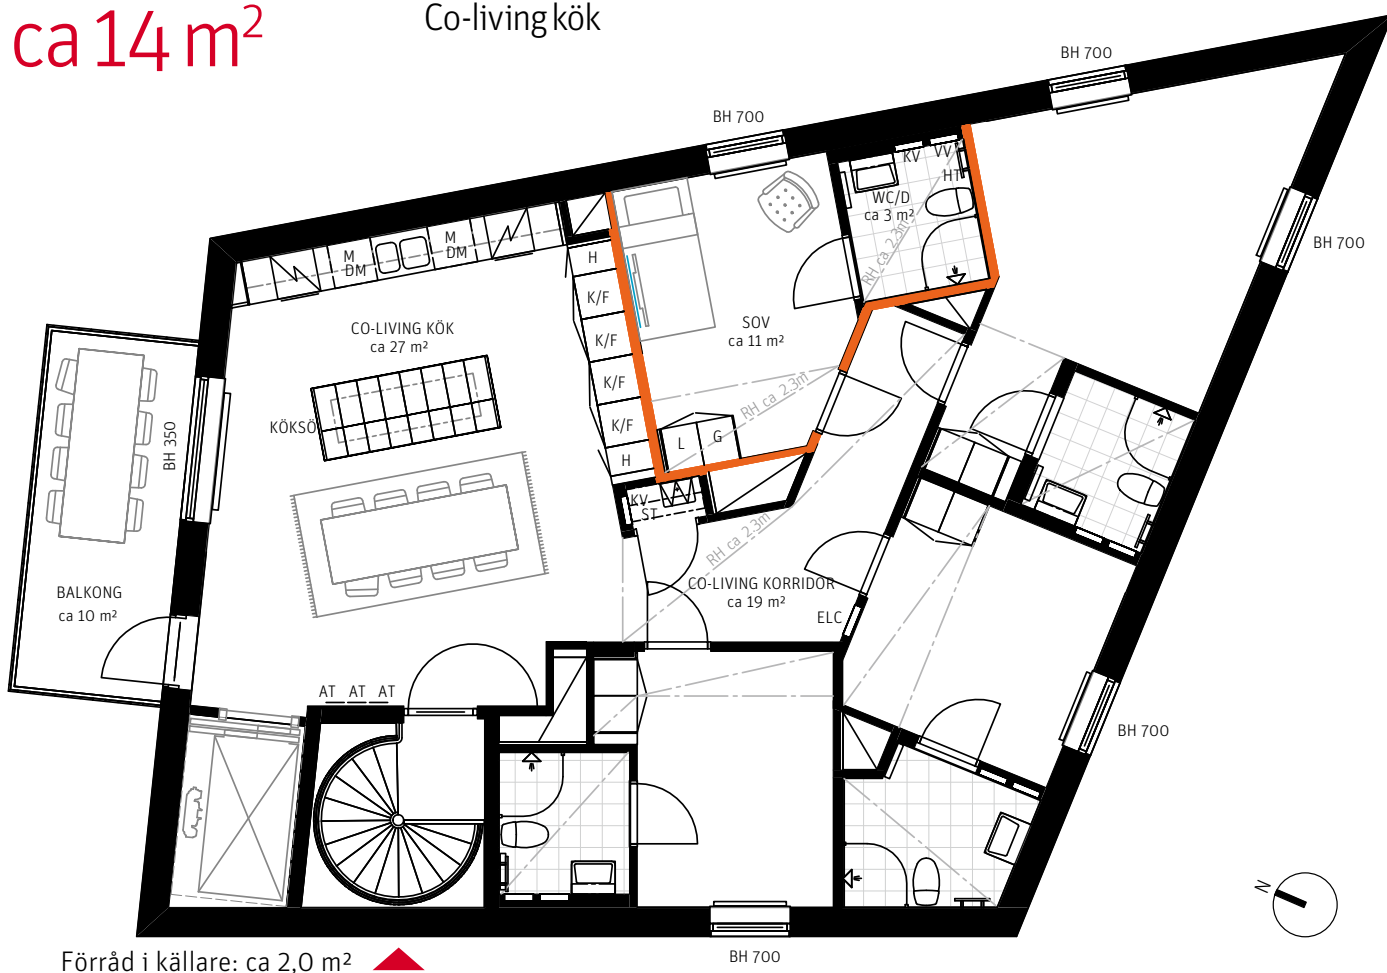 ca 14 m²
Co-living kök
BH 700
BH 700
BH 700
KV
VV
HT
WC/D
ca 3 m²
RH ca 2.3m
M
DM
M
DM
H
K/F
K/F
K/F
K/F
H
CO-LIVING KÖK
ca 27 m²
SOV
ca 11 m²
RH ca 2.3m
KÖKSÖ
BH 350
L
G
KV
ST
RH ca 2.3m
BALKONG
ca 10 m²
CO-LIVING KORRIDOR
ca 19 m²
ELC
AT AT AT
BH 700
N
BH 700
Förråd i källare: ca 2,0 m²